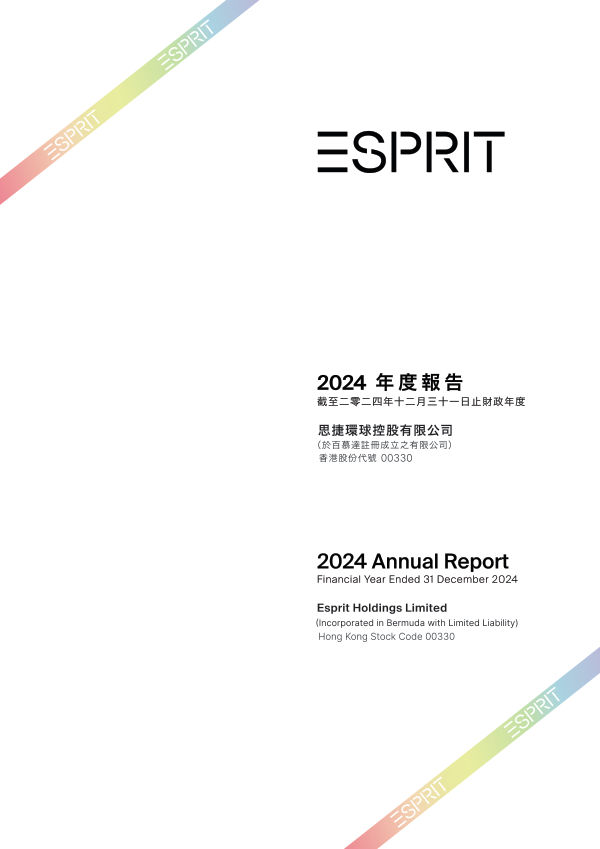 ESPRIT
ESPRIT
ESPRIT
2024 年度報告
截至二零二四年十二月三十一日止財政年度
思捷環球控股有限公司
(於百慕達註冊成立之有限公司)
香港股份代號 00330
2024 Annual Report
Financial Year Ended 31 December 2024
Esprit Holdings Limited
(Incorporated in Bermuda with Limited Liability)
Hong Kong Stock Code 00330
ESPRIT
ESPRIT